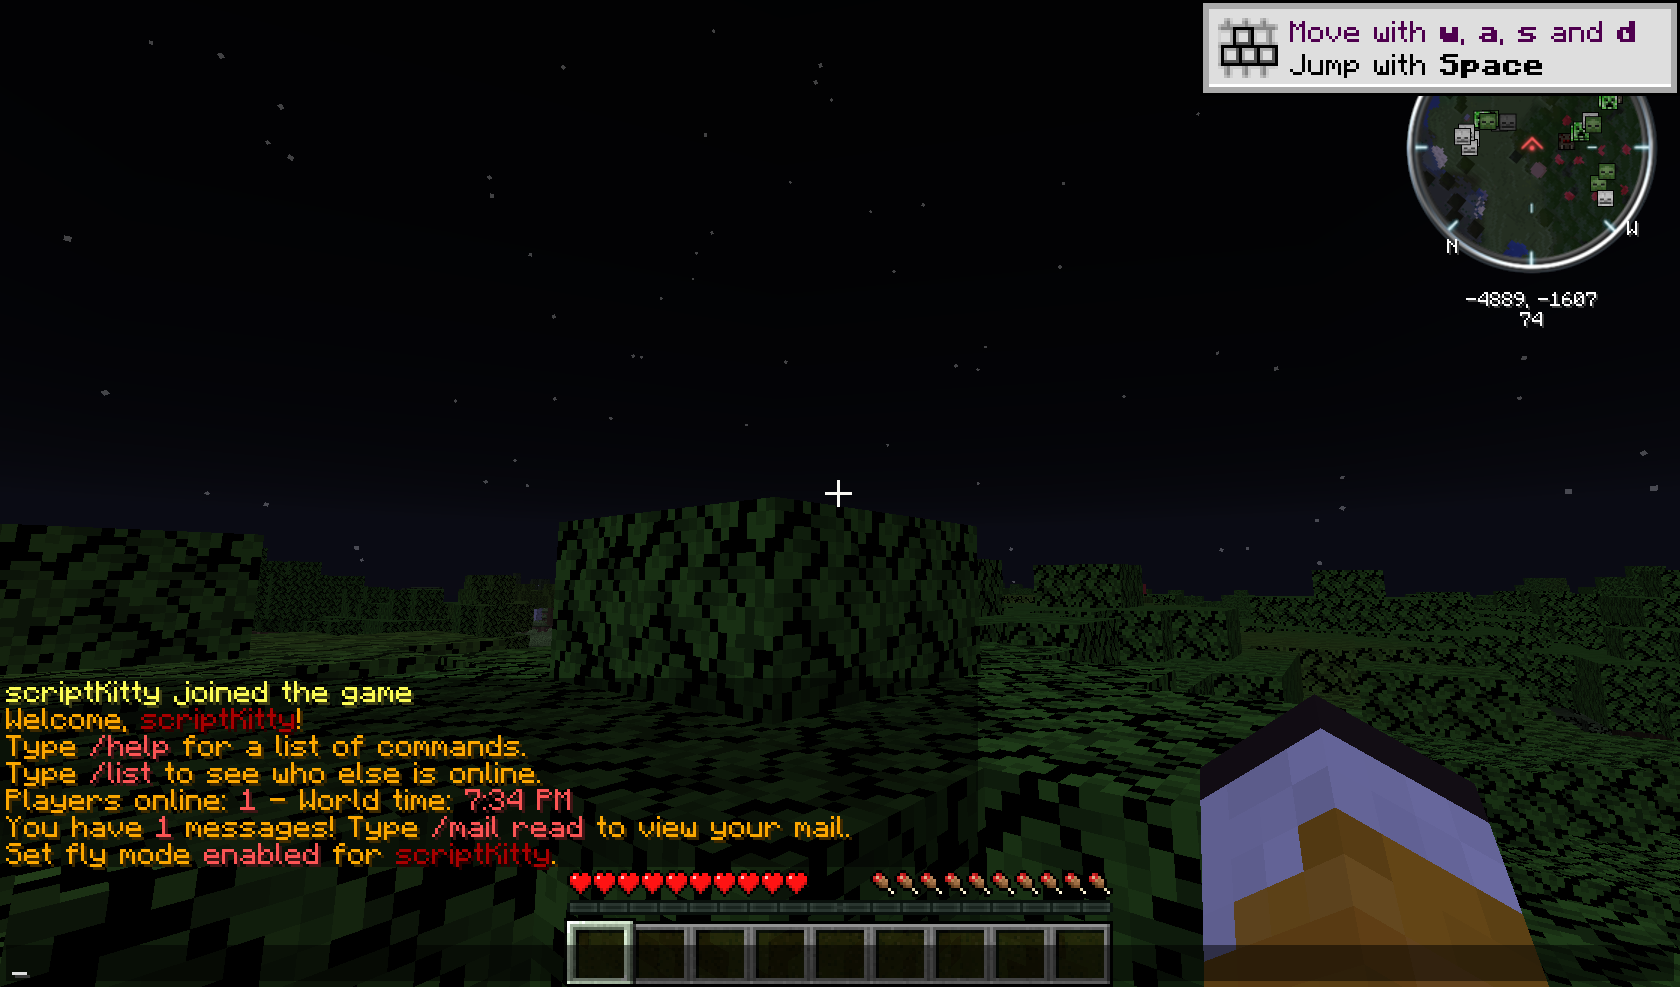 Move with w, a, s and d
Jump with Space
N
W
-4889, -1607
74
scriptKitty joined the game
Welcome, scriptKitty!
Type /help for a list of commands.
Type /list to see who else is online.
Players online: 1 - World time: 7:34 PM
You have 1 messages! Type /mail read to view your mail.
Set fly mode enabled for scriptKitty.
_